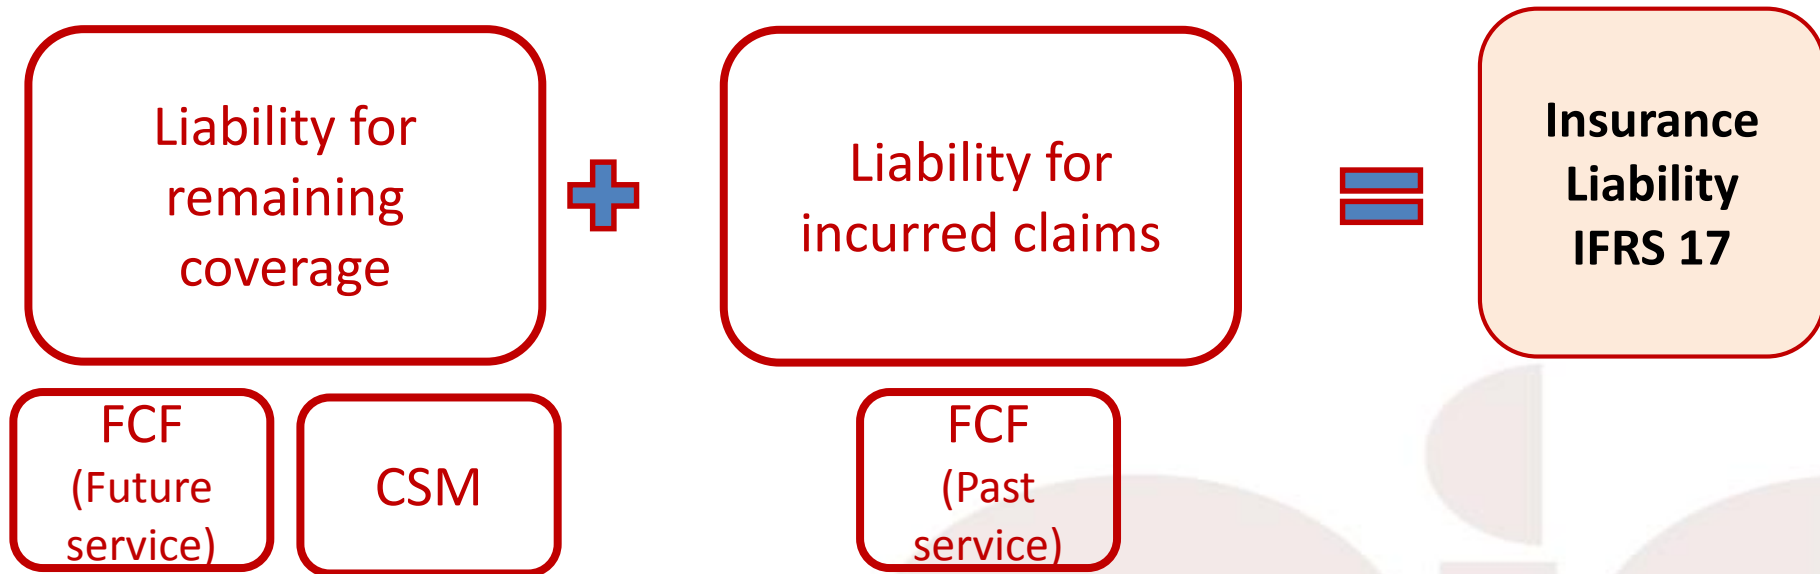 Liability for
remaining
coverage
Liability for
incurred claims
Insurance
Liability
IFRS 17
FCF
(Future
service)
CSM
FCF
(Past
service)